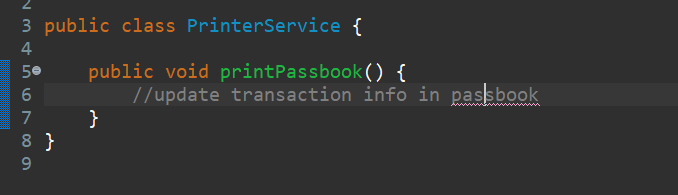 2
3 public class PrinterService {
4
5 public void printPassbook() {
6 //update transaction info in passbook
7 }
8 }
9